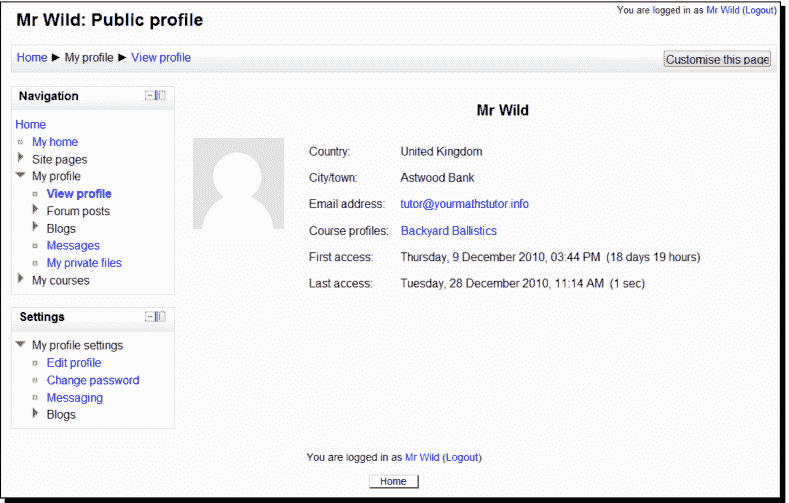 Mr Wild: Public profile
You are logged in as Mr Wild (Logout)
Home ► My profile ► View profile
Customise this page
Navigation
Home
My home
Site pages
My profile
View profile
Forum posts
Blogs
Messages
My private files
My courses
Settings
My profile settings
Edit profile
Change password
Messaging
Blogs
Mr Wild
Country: United Kingdom
City/town: Astwood Bank
Email address: tutor@yourmathstutor.info
Course profiles: Backyard Ballistics
First access: Thursday, 9 December 2010, 03:44 PM (18 days 19 hours)
Last access: Tuesday, 28 December 2010, 11:14 AM (1 sec)
You are logged in as Mr Wild (Logout)
Home